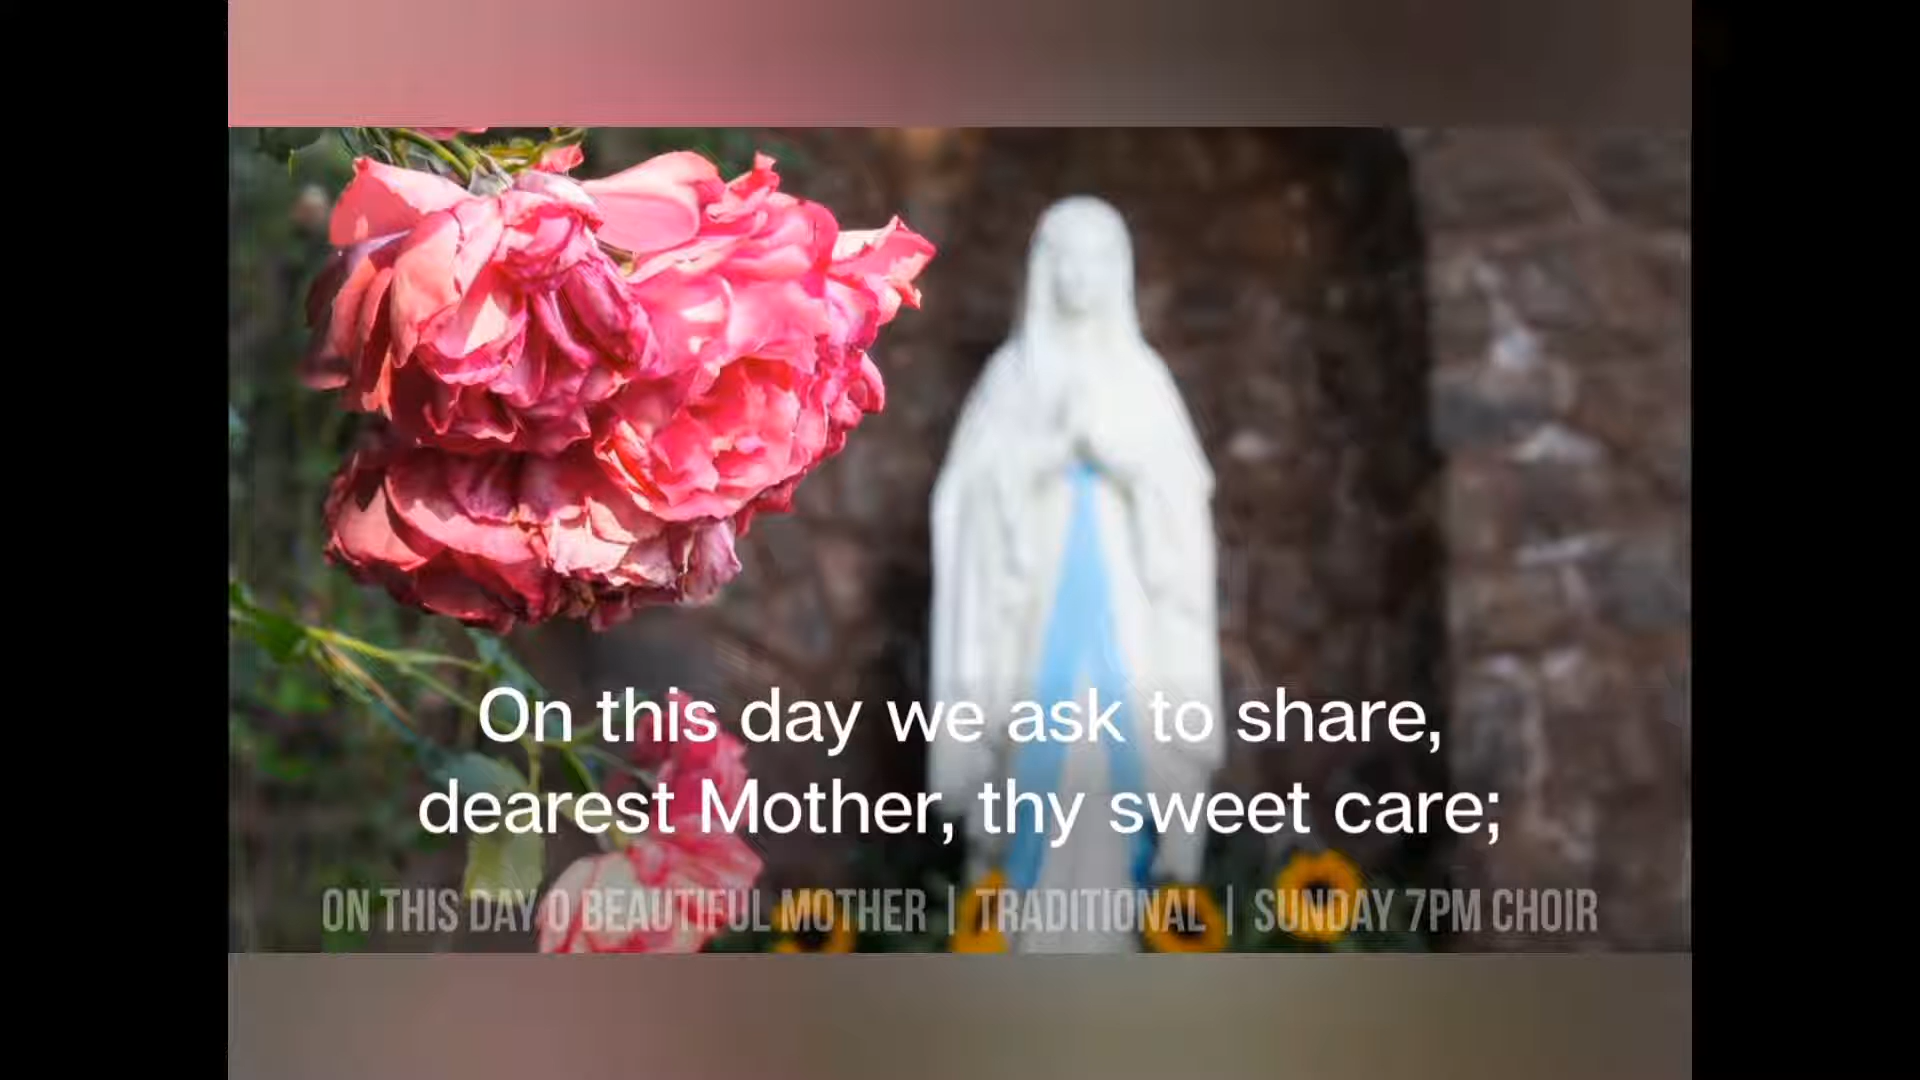 On this day we ask to share,
dearest Mother, thy sweet care;
ON THIS DAY O BEAUTIFUL MOTHER | TRADITIONAL | SUNDAY 7PM CHOIR